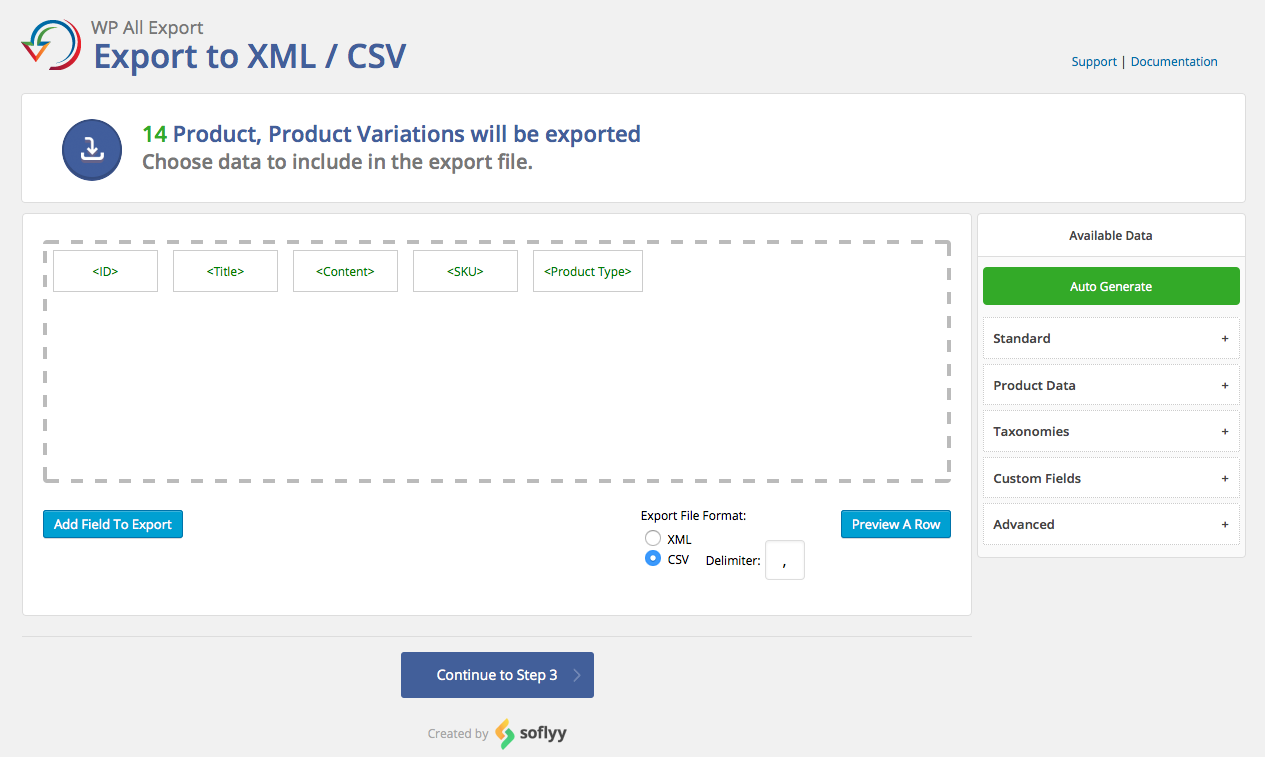 WP All Export
Export to XML / CSV
Support | Documentation
14 Product, Product Variations will be exported
Choose data to include in the export file.
<ID> <Title> <Content> <SKU> <Product Type>
Available Data
Auto Generate
Standard +
Product Data +
Taxonomies +
Custom Fields +
Advanced +
Add Field To Export
Export File Format:
XML
CSV Delimiter: ,
Preview A Row
Continue to Step 3
Created by soflyy